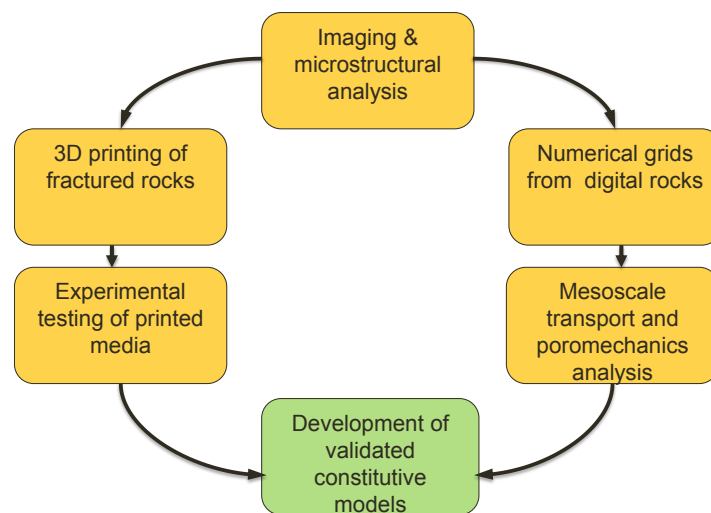 Imaging &
microstructural
analysis
3D printing of
fractured rocks
Numerical grids
from digital rocks
Experimental
testing of printed
media
Mesoscale
transport and
poromechanics
analysis
Development of
validated
constitutive
models